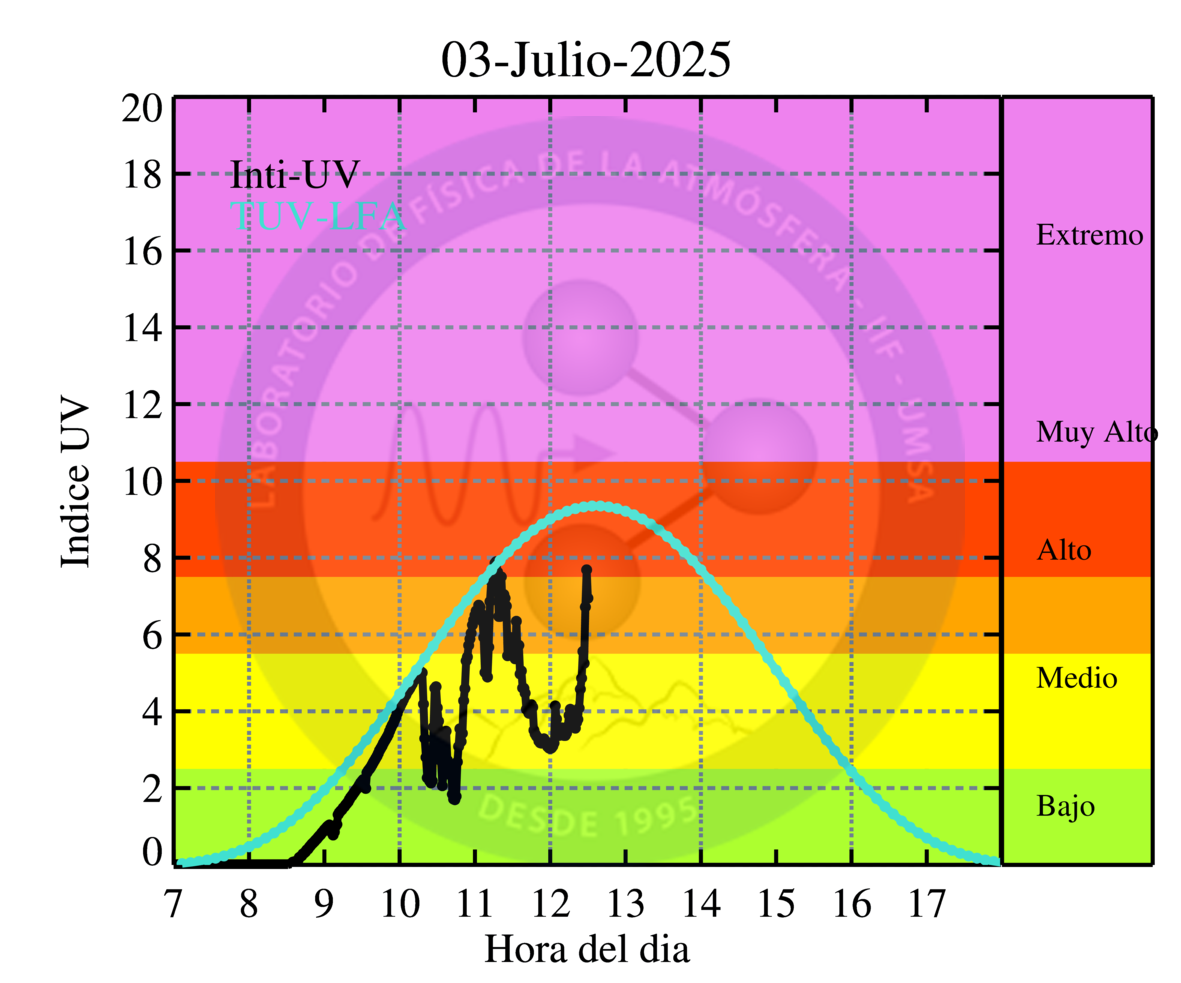 03-Julio-2025
20
18
16
14
12
10
8
6
4
2
0
Indice UV
Inti-UV
TUV-LFA
LABORATORIO DE FÍSICA DE LA ATMÓSFERA - IIF - UMSA
DESDE 1995
Extremo
Muy Alto
Alto
Medio
Bajo
7 8 9 10 11 12 13 14 15 16 17
Hora del dia